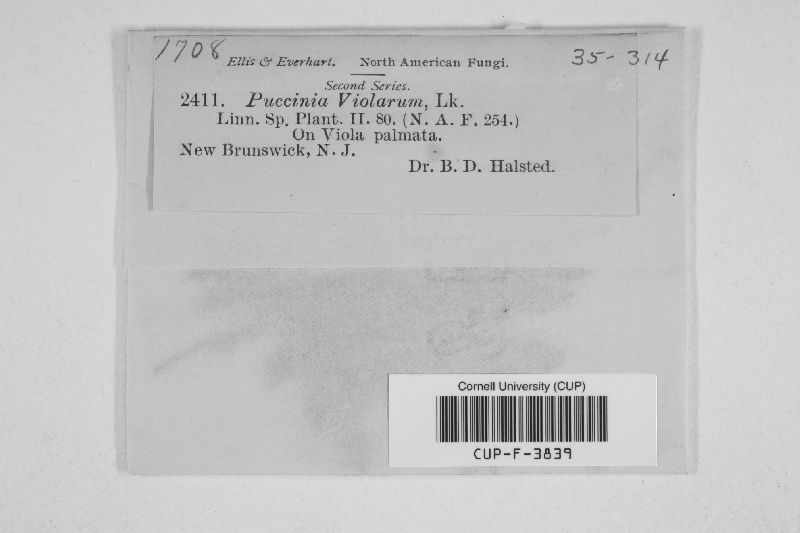 1708
35-314
Ellis & Everhart. North American Fungi.
Second Series.
2411. Puccinia Violarum, Lk.
Linn. Sp. Plant. II. 80. (N. A. F. 254.)
On Viola palmata.
New Brunswick, N. J.
Dr. B. D. Halsted.
Cornell University (CUP)
CUP-F-3839